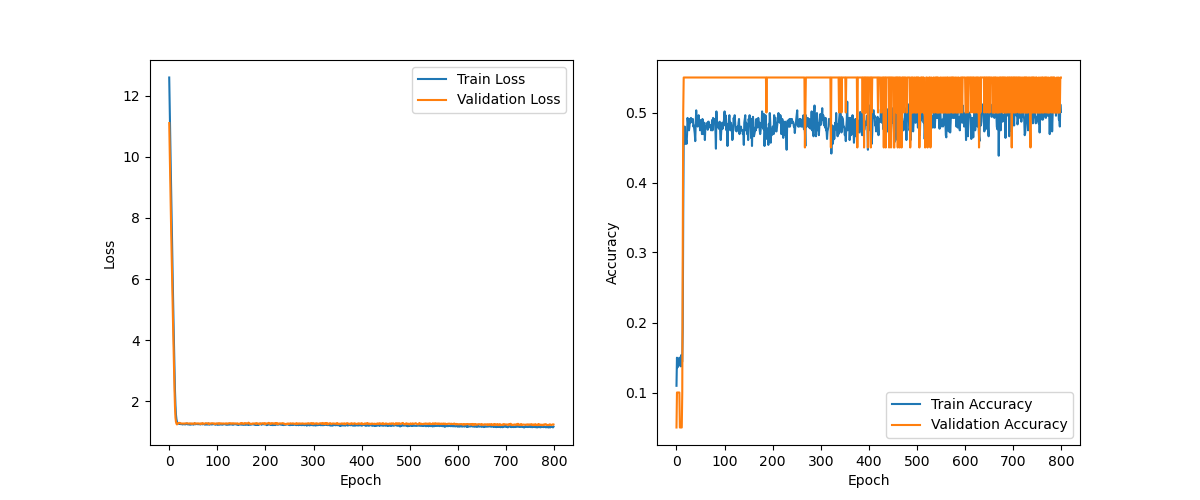 Train Loss
Validation Loss
12
10
8
6
4
2
Loss
0 100 200 300 400 500 600 700 800
Epoch
0.5
0.4
0.3
0.2
0.1
Accuracy
Train Accuracy
Validation Accuracy
0 100 200 300 400 500 600 700 800
Epoch